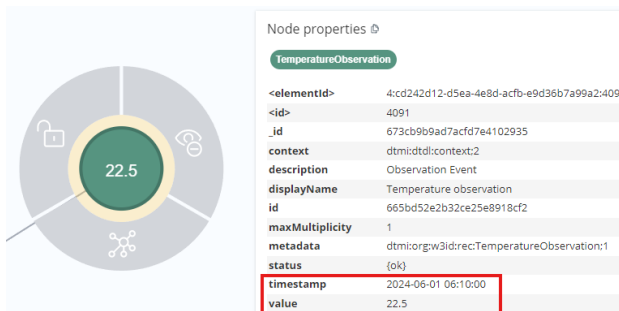 Node properties
TemperatureObservation
<elementId> 4:cd242d12-d5ea-4e8d-acfb-e9d36b7a99a2:409
<id> 4091
_id 673cb9b9ad7acfd7e4102935
context dtmi:dtdl:context;2
description Observation Event
displayName Temperature observation
id 665bd52e2b32ce25e8918cf2
maxMultiplicity 1
metadata dtmi:org:w3id:rec:TemperatureObservation;1
status {ok}
timestamp 2024-06-01 06:10:00
value 22.5
22.5